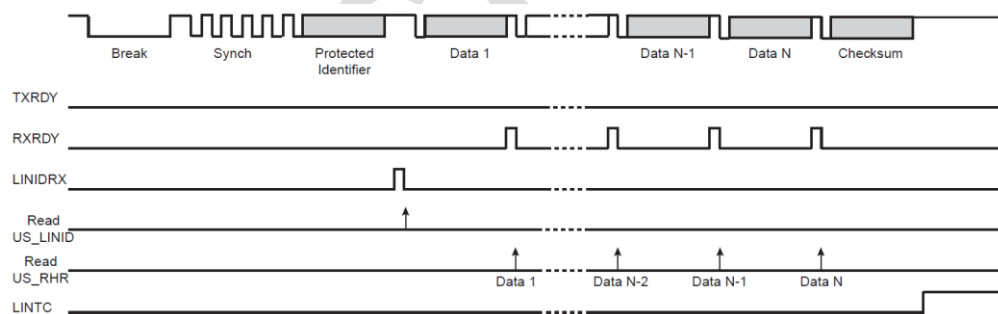 Break Synch Protected Identifier Data 1 Data N-1 Data N Checksum
TXRDY
RXRDY
LINIDRX
Read
US_LINID
Read
US_RHR
Data 1 Data N-2 Data N-1 Data N
LINTC